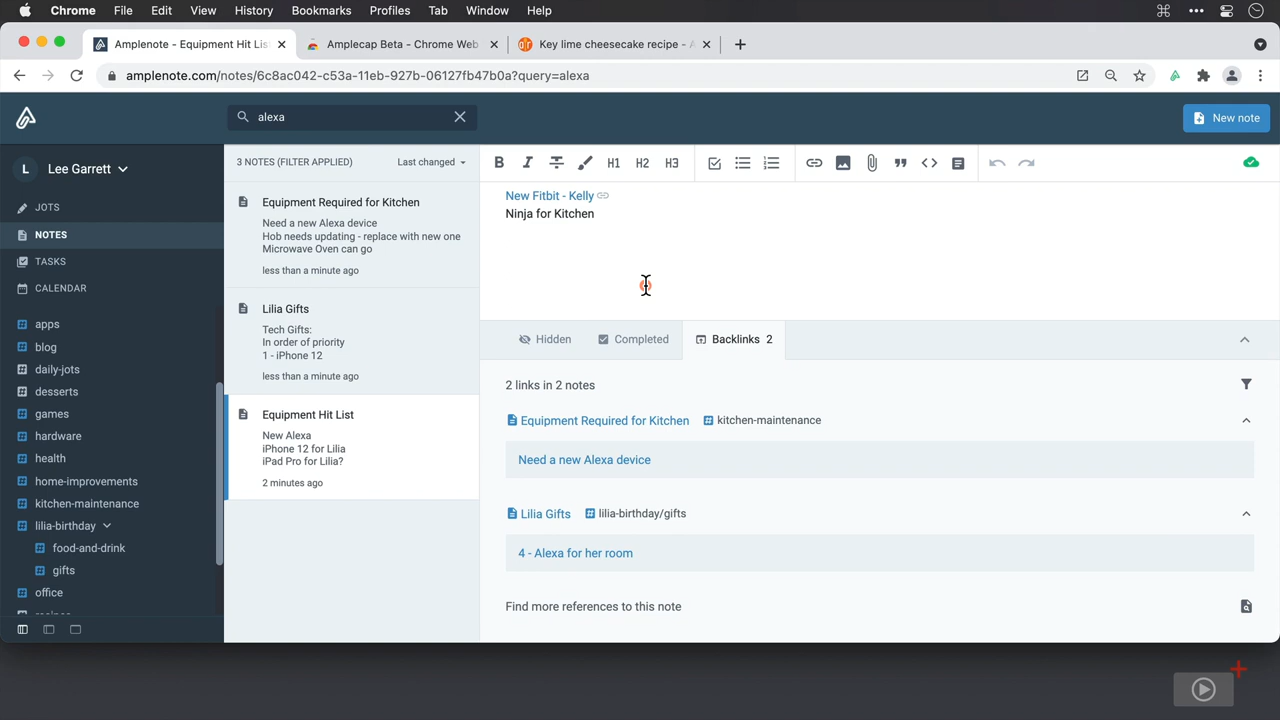 Chrome File Edit View History Bookmarks Profiles Tab Window Help
Amplenote - Equipment Hit Lis
Amplecap Beta - Chrome Web
Key lime cheesecake recipe - A
amplenote.com/notes/6c8ac042-c53a-11eb-927b-06127fb47b0a?query=alexa
alexa
New note
L Lee Garrett
JOTS
NOTES
TASKS
CALENDAR
apps
blog
daily-jots
desserts
games
hardware
health
home-improvements
kitchen-maintenance
lilia-birthday
food-and-drink
gifts
office
recipes
3 NOTES (FILTER APPLIED) Last changed
Equipment Required for Kitchen
Need a new Alexa device
Hob needs updating - replace with new one
Microwave Oven can go
less than a minute ago
Lilia Gifts
Tech Gifts:
In order of priority
1 - iPhone 12
less than a minute ago
Equipment Hit List
New Alexa
iPhone 12 for Lilia
iPad Pro for Lilia?
2 minutes ago
B I H1 H2 H3
New Fitbit - Kelly
Ninja for Kitchen
Hidden Completed Backlinks 2
2 links in 2 notes
Equipment Required for Kitchen kitchen-maintenance
Need a new Alexa device
Lilia Gifts lilia-birthday/gifts
4 - Alexa for her room
Find more references to this note